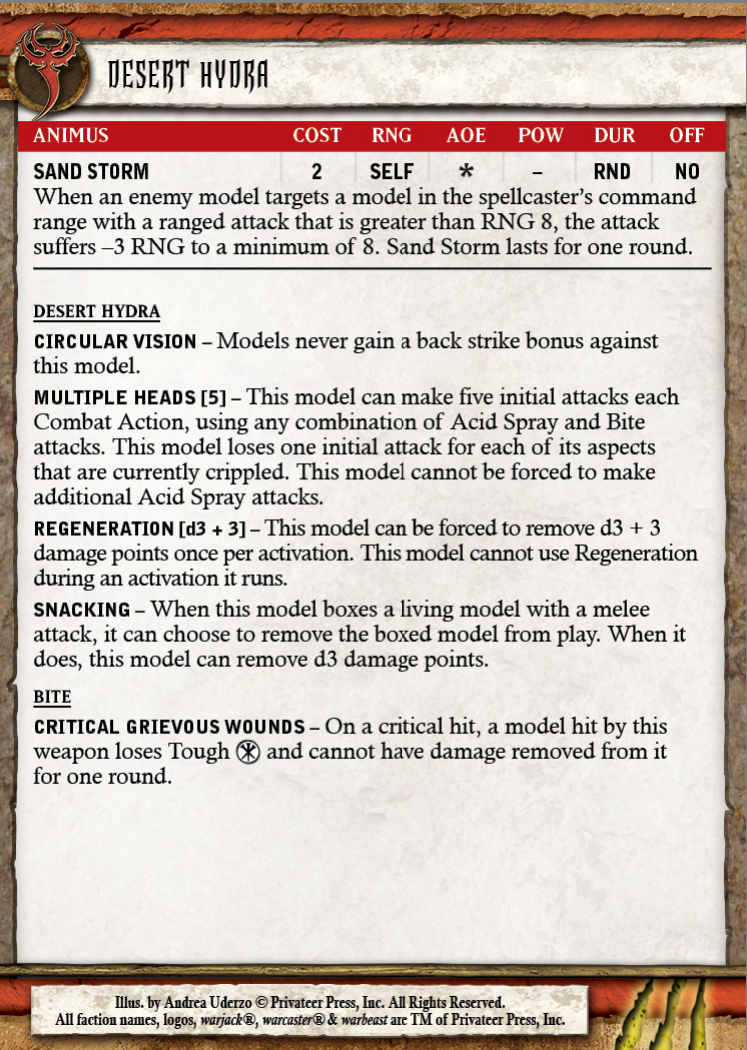 DESERT HYDRA
ANIMUS COST RNG AOE POW DUR OFF
SAND STORM 2 SELF * – RND NO
When an enemy model targets a model in the spellcaster's command
range with a ranged attack that is greater than RNG 8, the attack
suffers –3 RNG to a minimum of 8. Sand Storm lasts for one round.
DESERT HYDRA
CIRCULAR VISION – Models never gain a back strike bonus against
this model.
MULTIPLE HEADS [5] – This model can make five initial attacks each
Combat Action, using any combination of Acid Spray and Bite
attacks. This model loses one initial attack for each of its aspects
that are currently crippled. This model cannot be forced to make
additional Acid Spray attacks.
REGENERATION [d3 + 3] – This model can be forced to remove d3 + 3
damage points once per activation. This model cannot use Regeneration
during an activation it runs.
SNACKING – When this model boxes a living model with a melee
attack, it can choose to remove the boxed model from play. When it
does, this model can remove d3 damage points.
BITE
CRITICAL GRIEVOUS WOUNDS – On a critical hit, a model hit by this
weapon loses Tough and cannot have damage removed from it
for one round.
Illus. by Andrea Uderzo © Privateer Press, Inc. All Rights Reserved.
All faction names, logos, warjack®, warcaster® & warbeast are TM of Privateer Press, Inc.